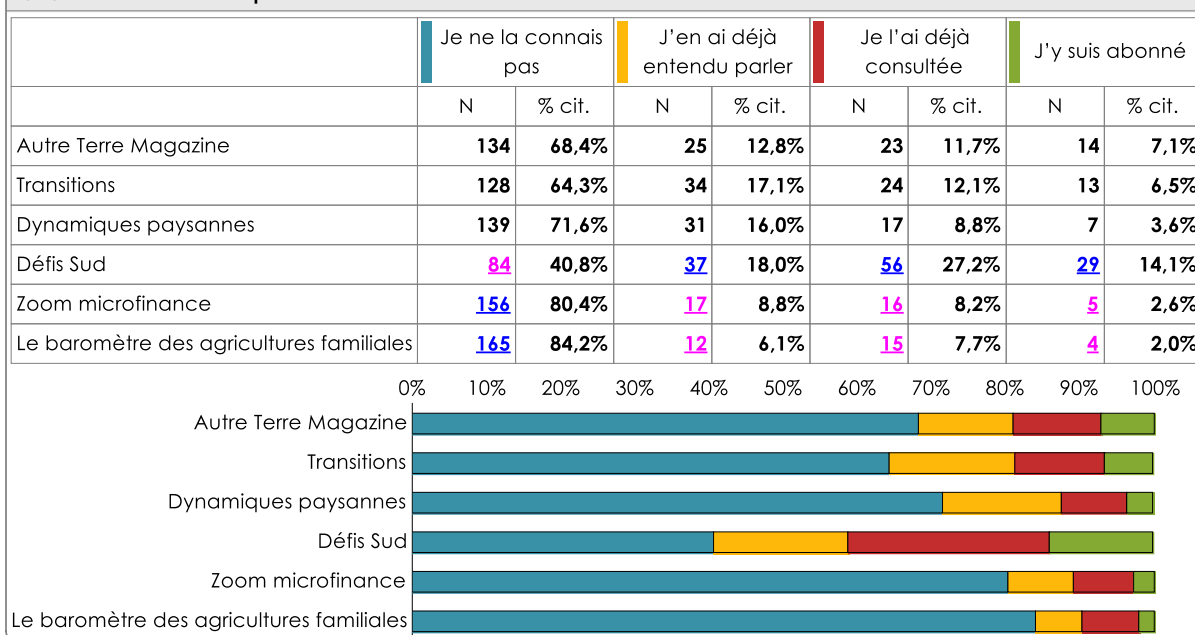 Je ne la connais pas J'en ai déjà entendu parler Je l'ai déjà consultée J'y suis abonné
N % cit. N % cit. N % cit. N % cit.
Autre Terre Magazine 134 68,4% 25 12,8% 23 11,7% 14 7,1%
Transitions 128 64,3% 34 17,1% 24 12,1% 13 6,5%
Dynamiques paysannes 139 71,6% 31 16,0% 17 8,8% 7 3,6%
Défis Sud 84 40,8% 37 18,0% 56 27,2% 29 14,1%
Zoom microfinance 156 80,4% 17 8,8% 16 8,2% 5 2,6%
Le baromètre des agricultures familiales 165 84,2% 12 6,1% 15 7,7% 4 2,0%
0% 10% 20% 30% 40% 50% 60% 70% 80% 90% 100%
Autre Terre Magazine
Transitions
Dynamiques paysannes
Défis Sud
Zoom microfinance
Le baromètre des agricultures familiales